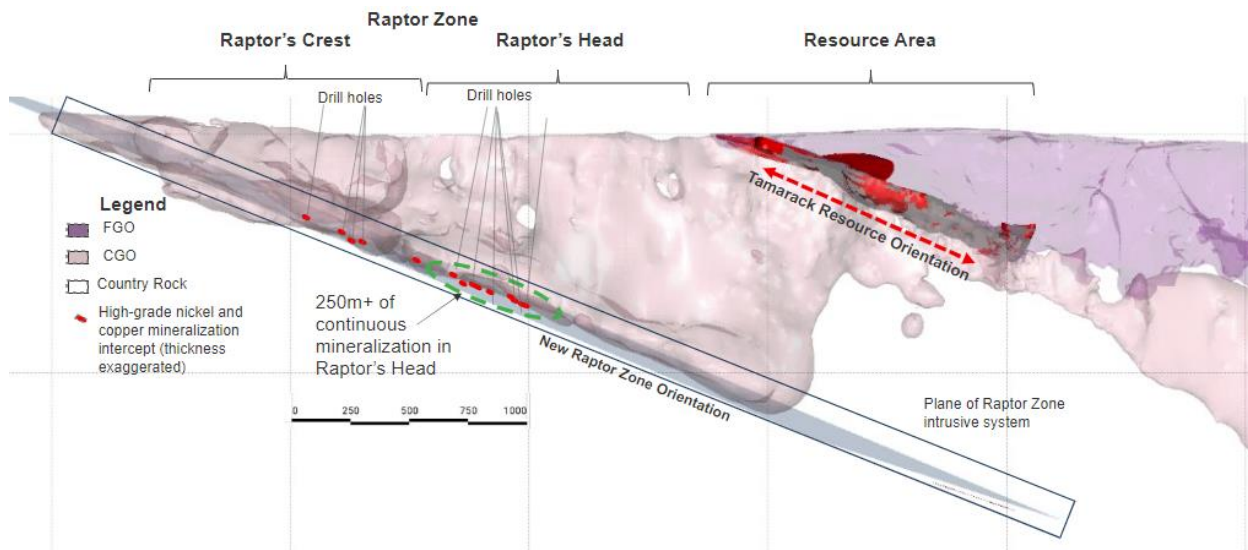 Raptor Zone
Raptor's Crest
Raptor's Head
Resource Area
Drill holes
Drill holes
Tamarack Resource Orientation
Legend
FGO
CGO
Country Rock
High-grade nickel and
copper mineralization
intercept (thickness
exaggerated)
250m+ of
continuous
mineralization in
Raptor's Head
New Raptor Zone Orientation
0 250 500 750 1000
Plane of Raptor Zone
intrusive system